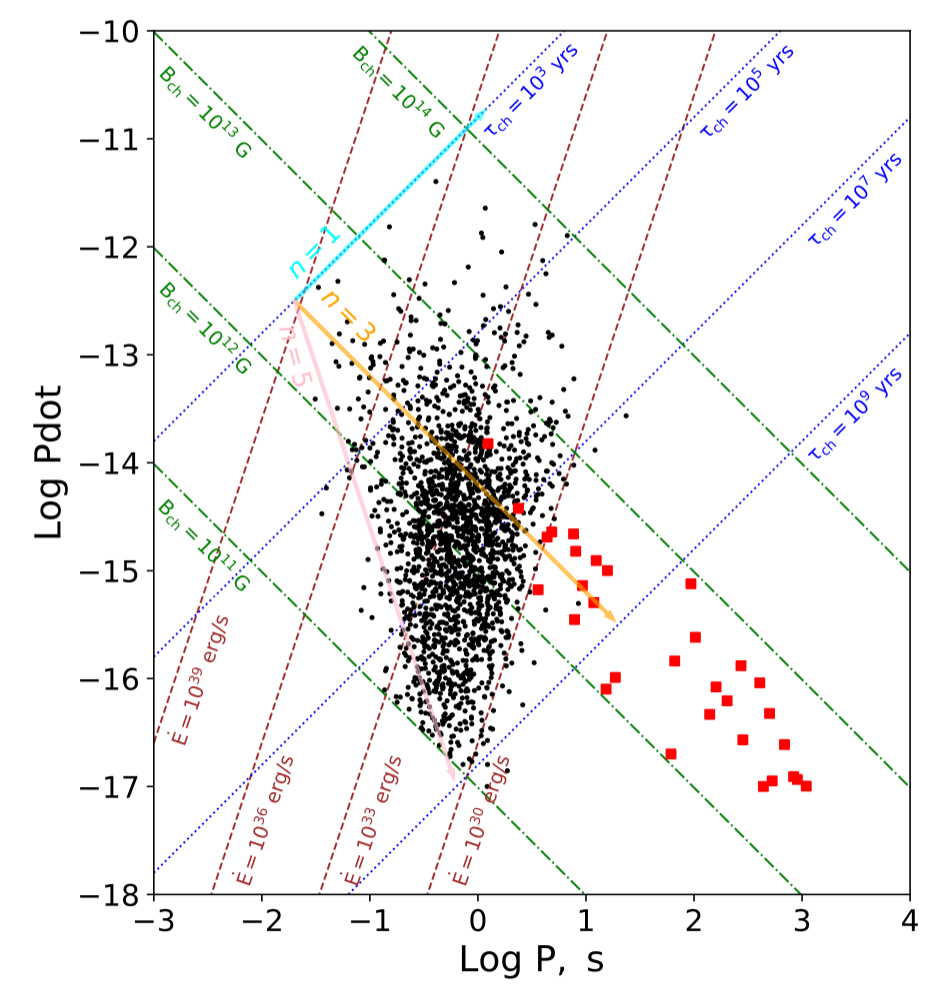 −10
−11
−12
−13
−14
−15
−16
−17
−18
−3
−2
−1
0
1
2
3
4
Log Pdot
Log P, s
B_ch = 10^13 G
B_ch = 10^14 G
B_ch = 10^12 G
B_ch = 10^11 G
τ_ch = 10^3 yrs
τ_ch = 10^5 yrs
τ_ch = 10^7 yrs
τ_ch = 10^9 yrs
n = 1
n = 3
n = 5
Ė = 10^39 erg/s
Ė = 10^36 erg/s
Ė = 10^33 erg/s
Ė = 10^30 erg/s